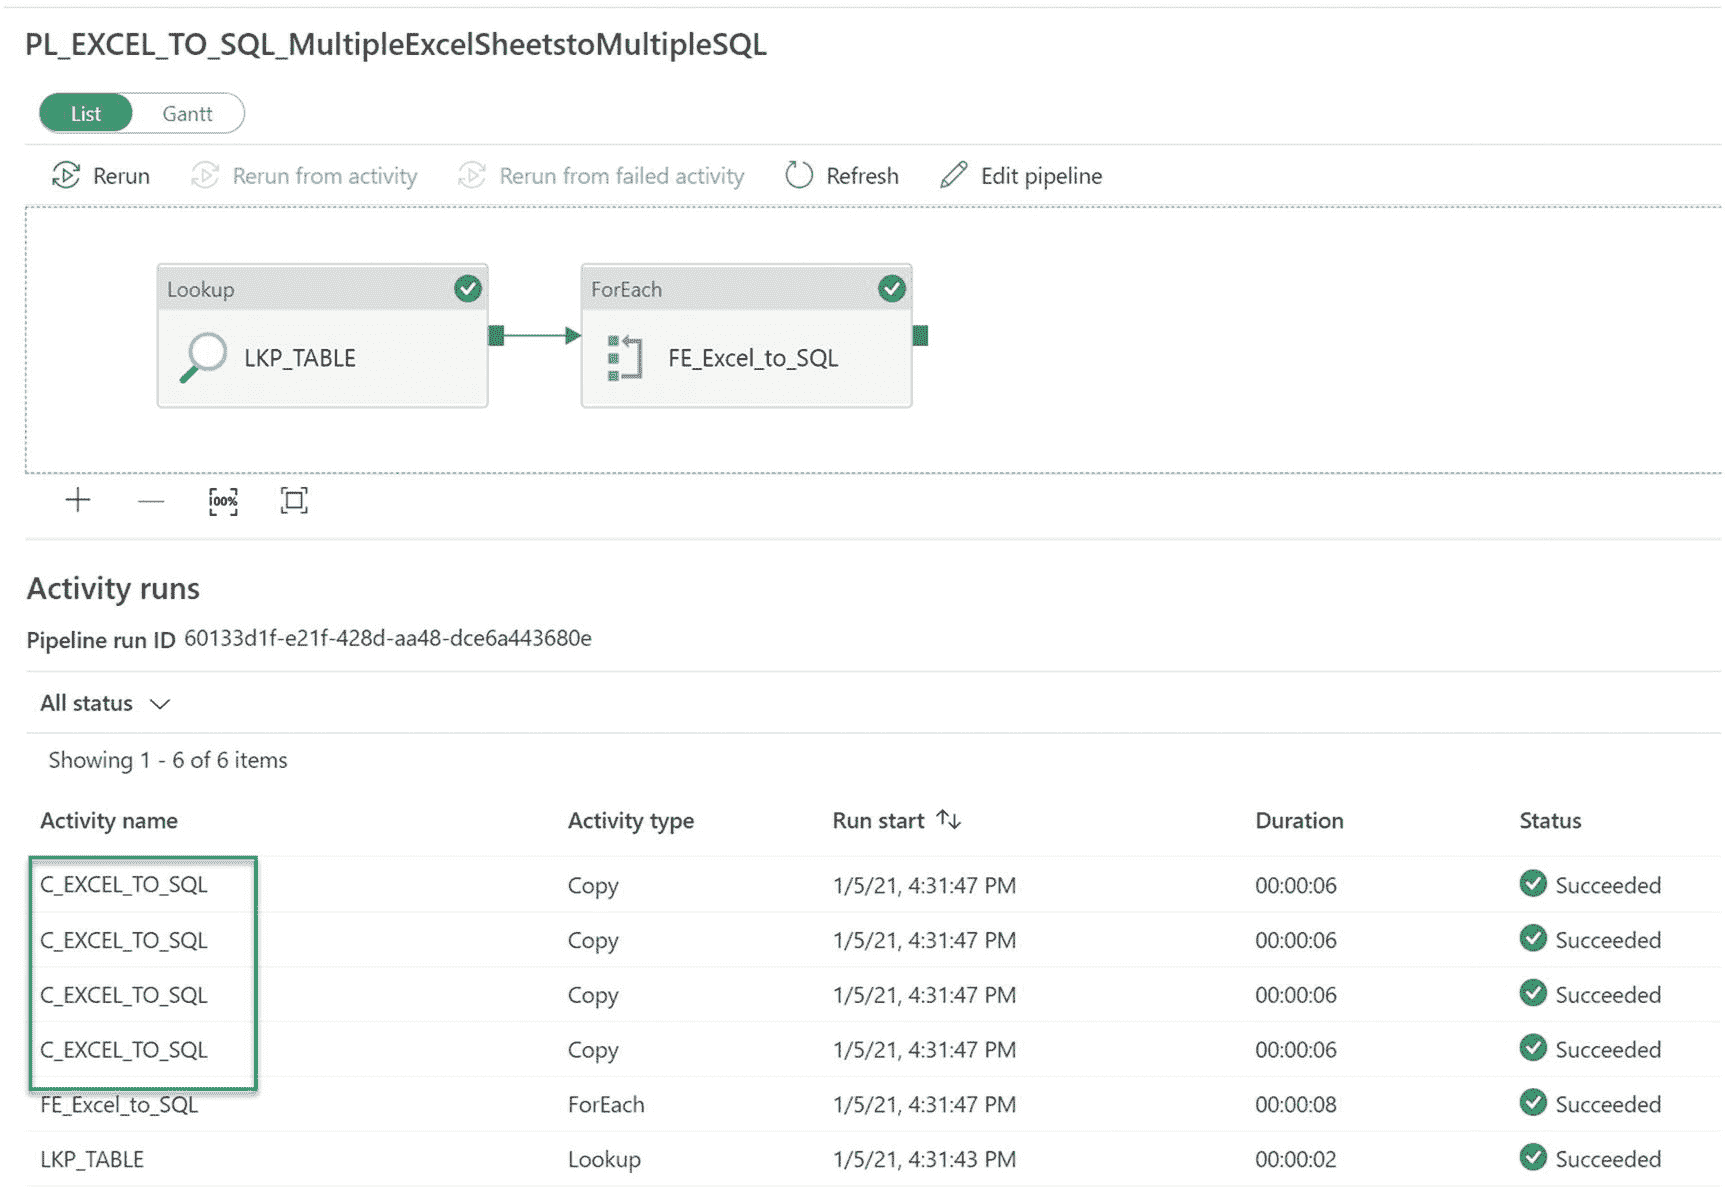 PL_EXCEL_TO_SQL_MultipleExcelSheetstoMultipleSQL
List Gantt
Rerun Rerun from activity Rerun from failed activity Refresh Edit pipeline
Lookup ForEach
LKP_TABLE FE_Excel_to_SQL
100%
Activity runs
Pipeline run ID 60133d1f-e21f-428d-aa48-dce6a443680e
All status
Showing 1 - 6 of 6 items
Activity name Activity type Run start Duration Status
C_EXCEL_TO_SQL Copy 1/5/21, 4:31:47 PM 00:00:06 Succeeded
C_EXCEL_TO_SQL Copy 1/5/21, 4:31:47 PM 00:00:06 Succeeded
C_EXCEL_TO_SQL Copy 1/5/21, 4:31:47 PM 00:00:06 Succeeded
C_EXCEL_TO_SQL Copy 1/5/21, 4:31:47 PM 00:00:06 Succeeded
FE_Excel_to_SQL ForEach 1/5/21, 4:31:47 PM 00:00:08 Succeeded
LKP_TABLE Lookup 1/5/21, 4:31:43 PM 00:00:02 Succeeded